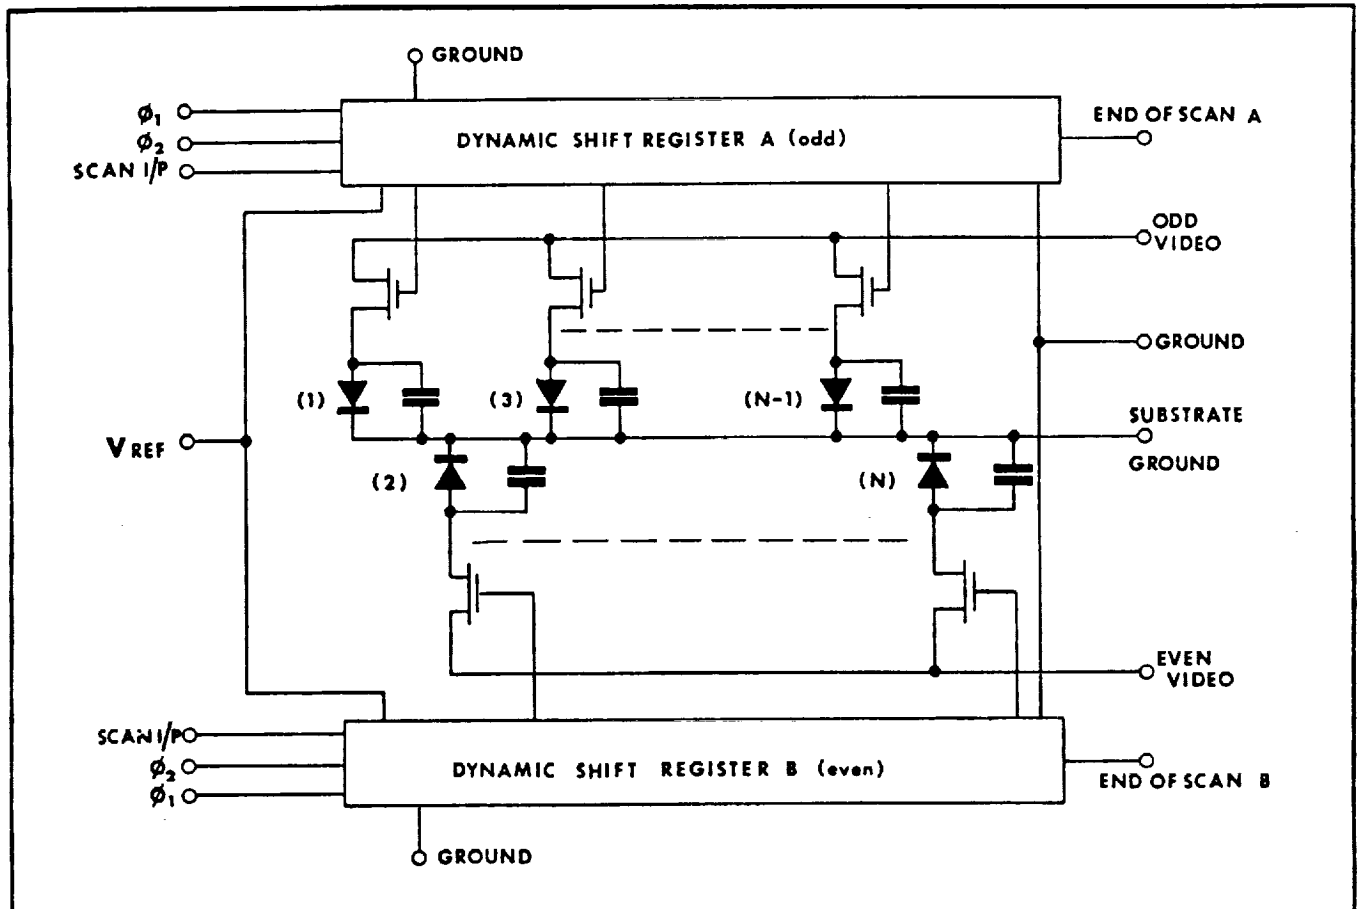 GROUND
ϕ1
ϕ2
SCAN I/P
DYNAMIC SHIFT REGISTER A (odd)
END OF SCAN A
ODD
VIDEO
GROUND
(1)
(3)
(N-1)
SUBSTRATE
GROUND
VREF
(2)
(N)
EVEN
VIDEO
SCAN I/P
ϕ2
ϕ1
DYNAMIC SHIFT REGISTER B (even)
END OF SCAN B
GROUND